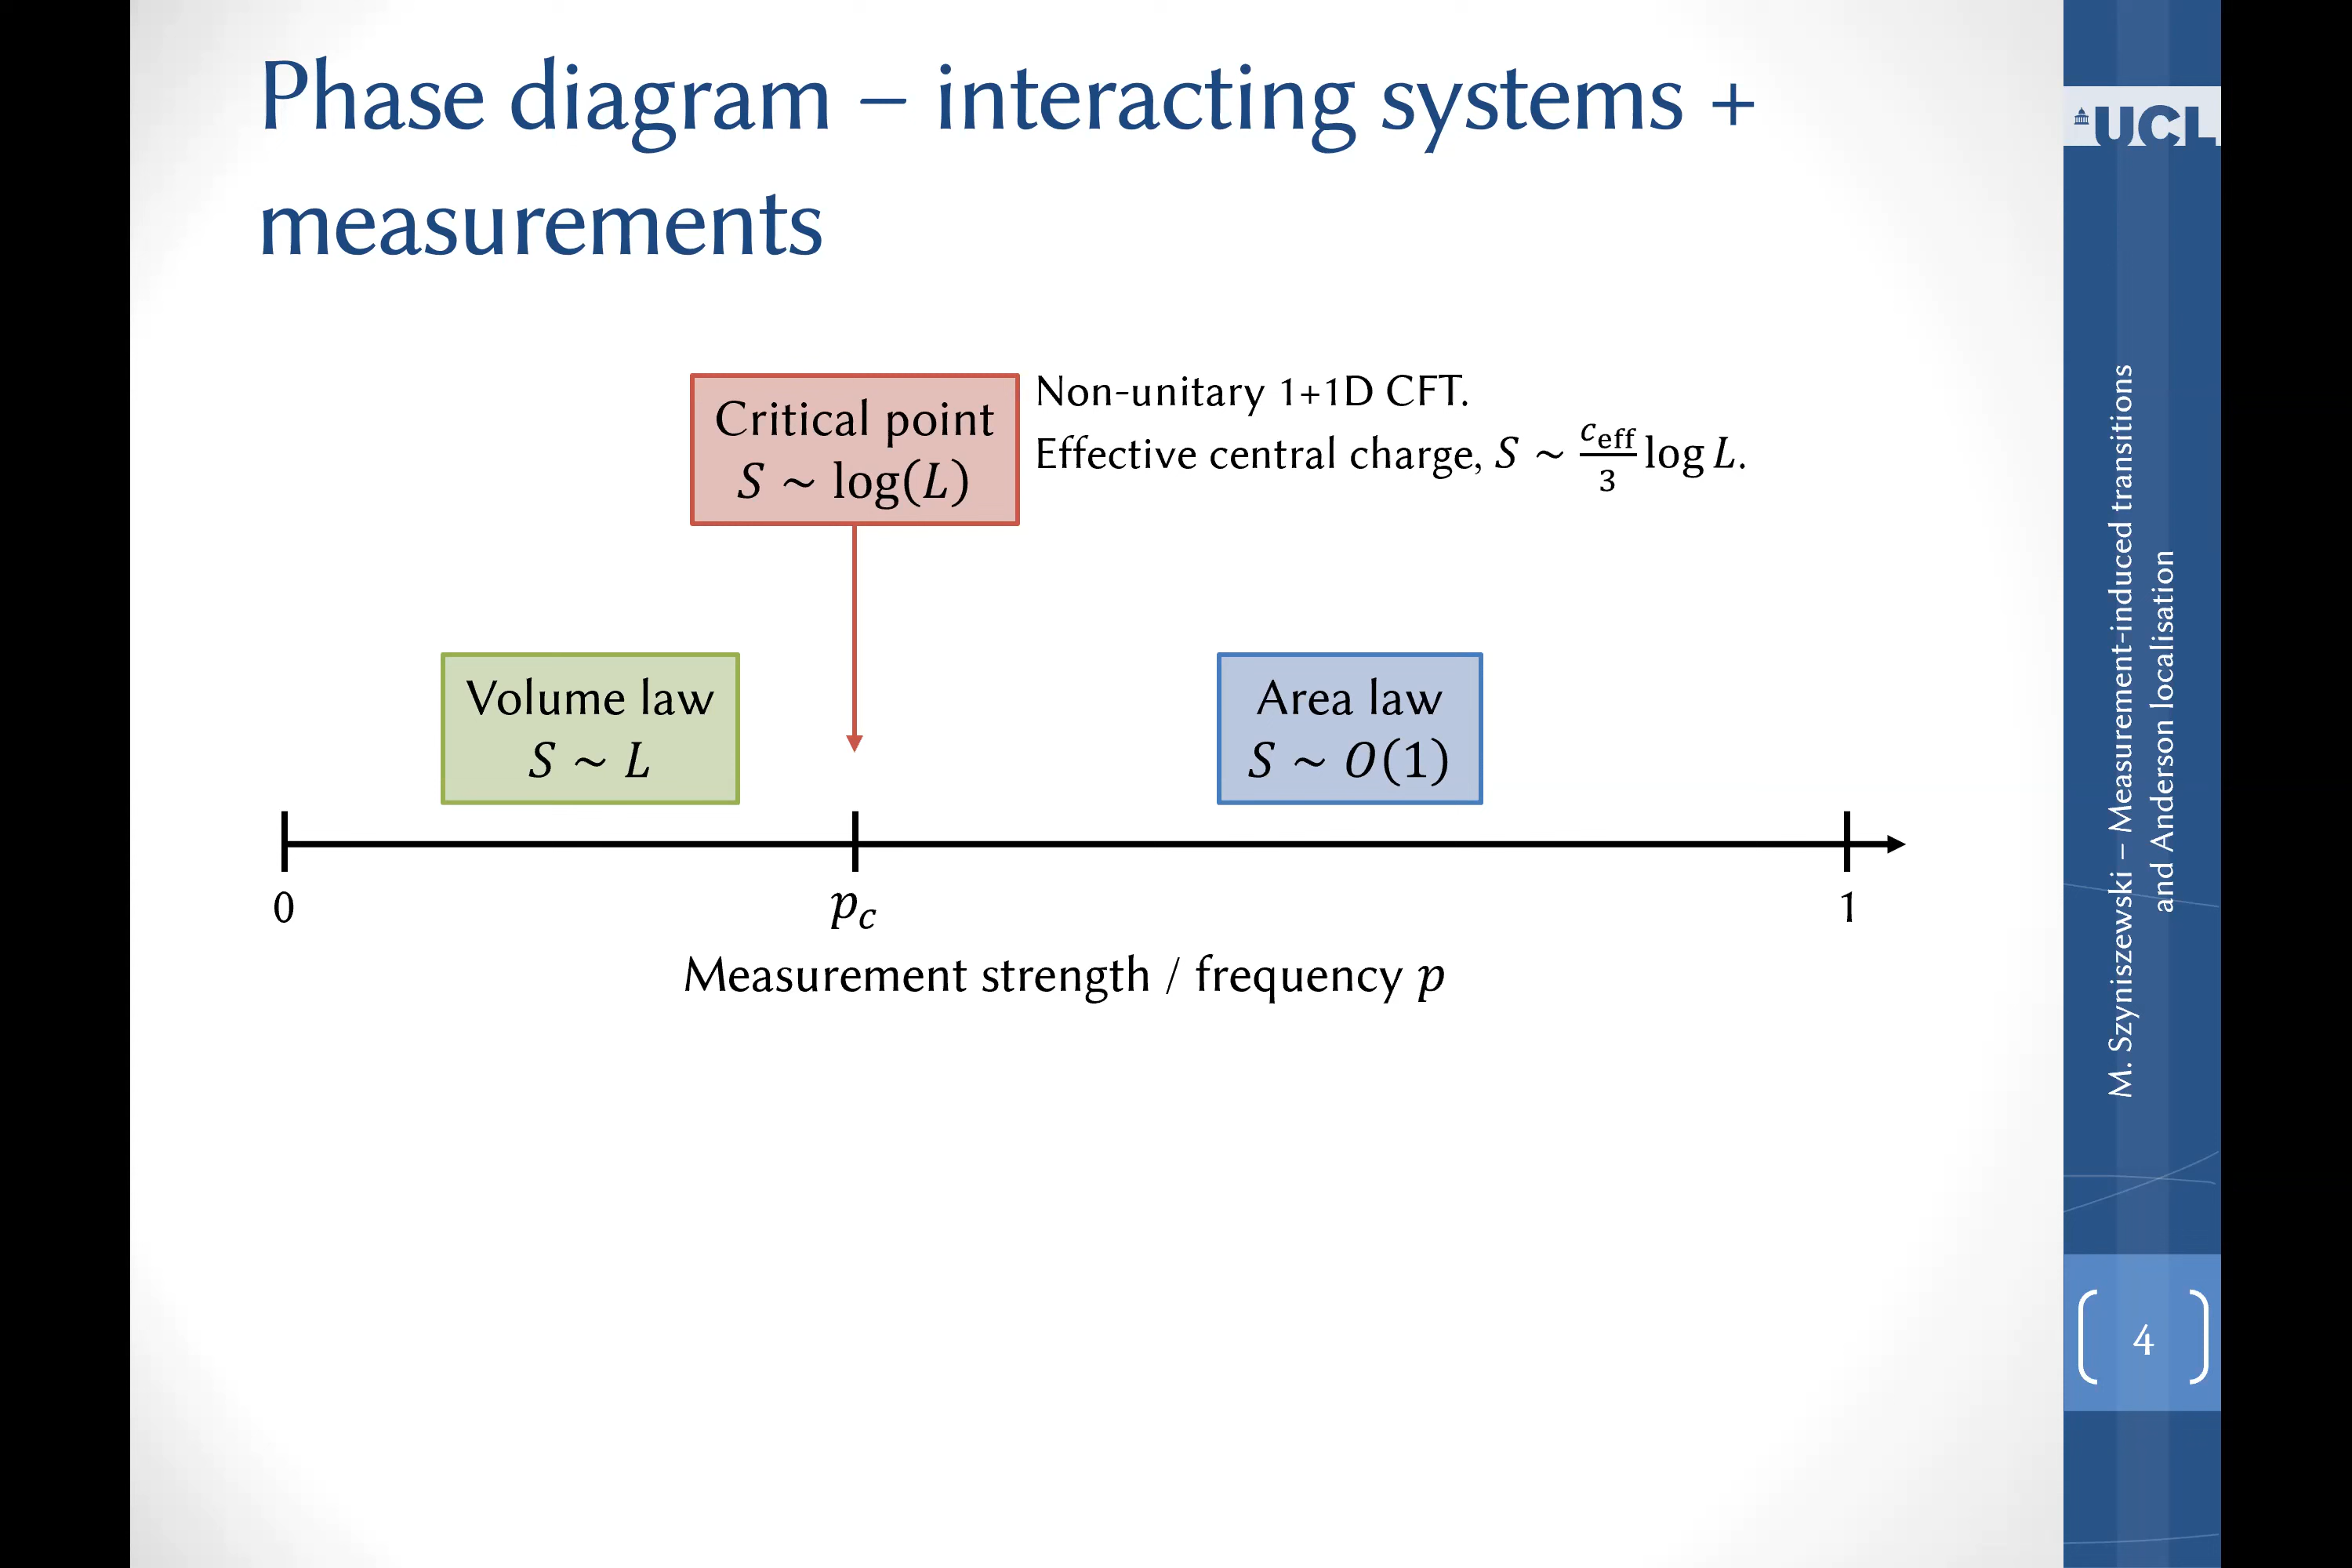 Phase diagram – interacting systems +
measurements
UCL
Critical point
S ~ log(L)
Non-unitary 1+1D CFT.
Effective central charge, S ~ c_eff/3 log L.
Volume law
S ~ L
Area law
S ~ O(1)
0
p_c
1
Measurement strength / frequency p
M. Szyniszewski – Measurement-induced transitions
and Anderson localisation
4